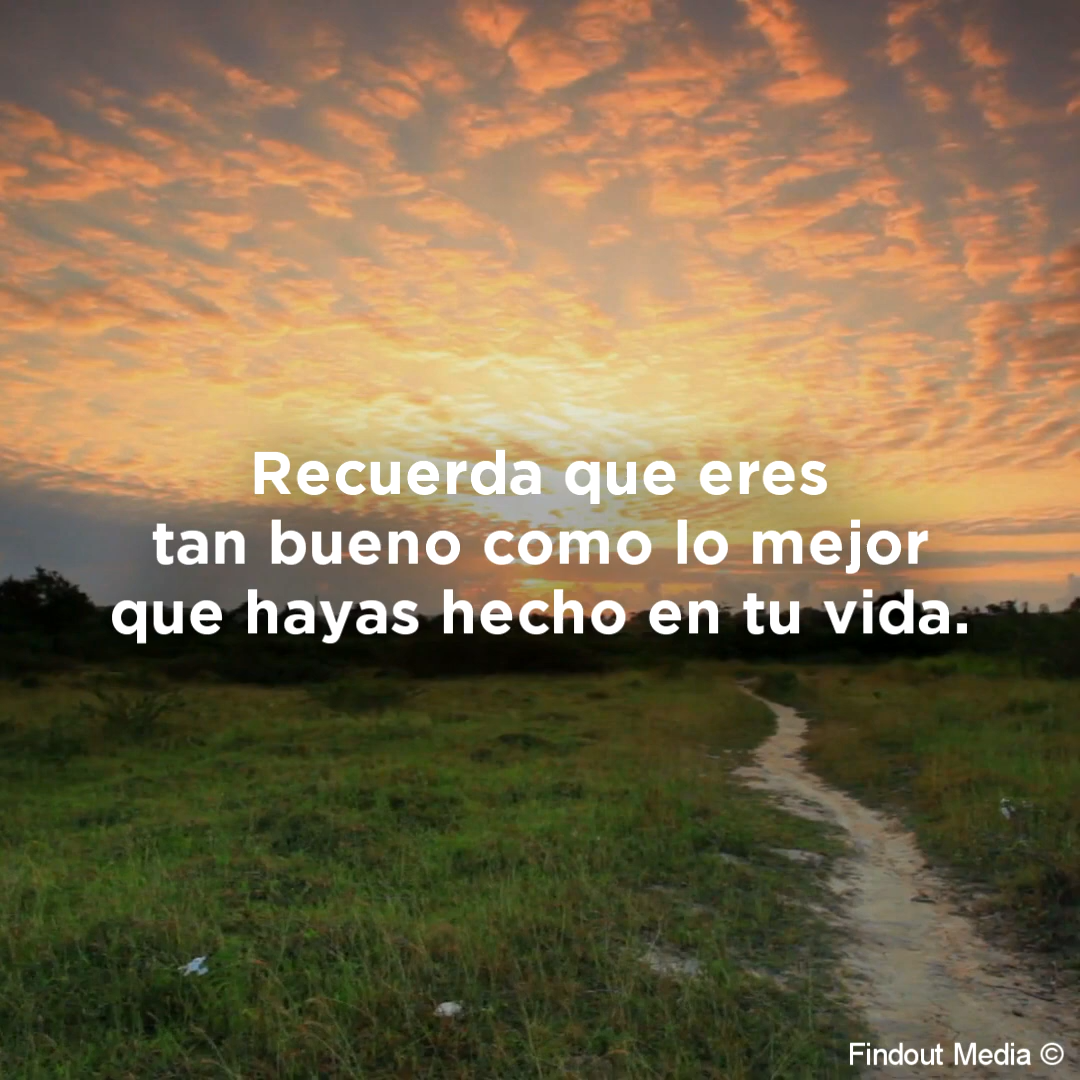 Recuerda que eres
tan bueno como lo mejor
que hayas hecho en tu vida.
Findout Media ©